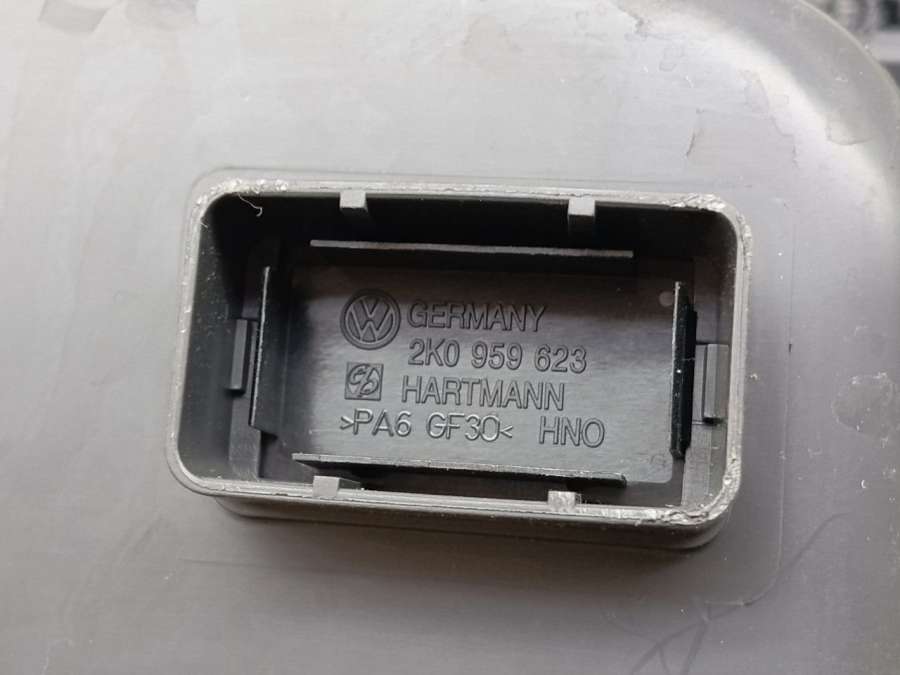 GERMANY
2K0 959 623
HARTMANN
>PA6 GF30< HNO